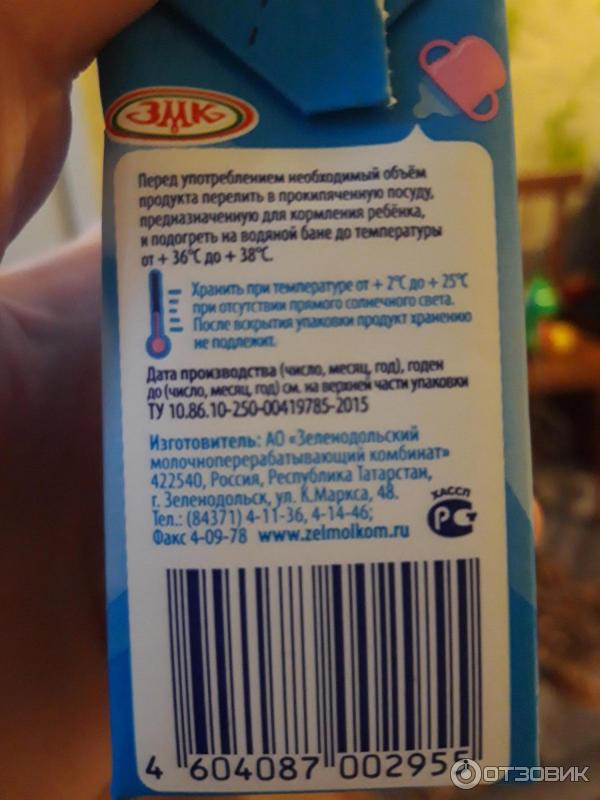 ЗМК
Перед употреблением необходимый объём
продукта перелить в прокипяченную посуду,
предназначенную для кормления ребёнка,
и подогреть на водяной бане до температуры
от + 36°С до + 38°С.
Хранить при температуре от + 2°С до + 25°С
при отсутствии прямого солнечного света.
После вскрытия упаковки продукт хранению
не подлежит.
Дата производства (число, месяц, год), годен
до (число, месяц, год) см. на верхней части упаковки
ТУ 10.86.10-250-00419785-2015
Изготовитель: АО «Зеленодольский
молочноперерабатывающий комбинат»
422540, Россия, Республика Татарстан,
г. Зеленодольск, ул. К.Маркса, 48.
Тел.: (84371) 4-11-36, 4-14-46;
Факс 4-09-78 www.zelmolkom.ru
ХАССП
РСТ
4 604087 00295
ОТЗОВИК